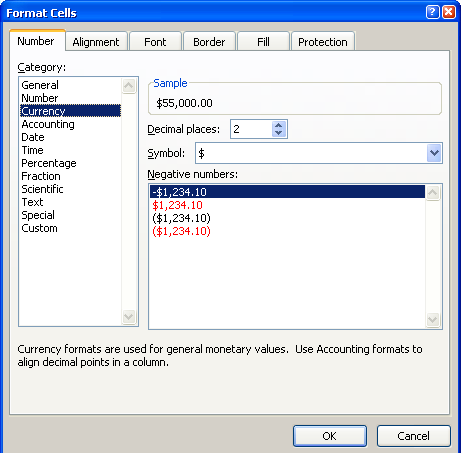 Format Cells
Number Alignment Font Border Fill Protection
Category:
General
Number
Currency
Accounting
Date
Time
Percentage
Fraction
Scientific
Text
Special
Custom
Sample
$55,000.00
Decimal places: 2
Symbol: $
Negative numbers:
-$1,234.10
$1,234.10
($1,234.10)
($1,234.10)
Currency formats are used for general monetary values. Use Accounting formats to
align decimal points in a column.
OK Cancel